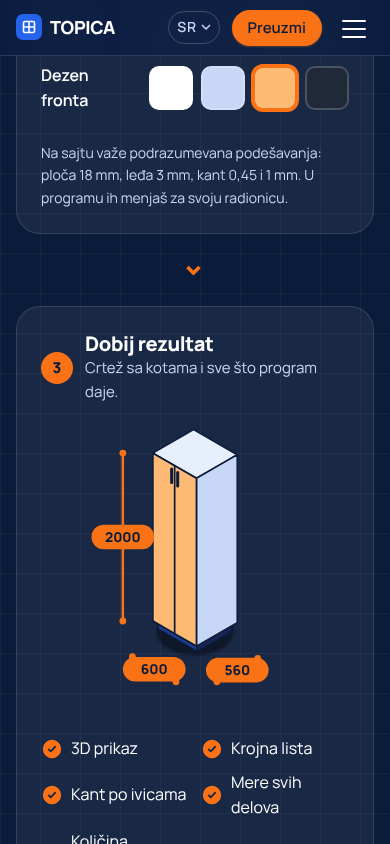 TOPICA
SR
Preuzmi
Dezen
fronta
Na sajtu važe podrazumevana podešavanja:
ploča 18 mm, leđa 3 mm, kant 0,45 i 1 mm. U
programu ih menjaš za svoju radionicu.
3
Dobij rezultat
Crtež sa kotama i sve što program
daje.
2000
600
560
3D prikaz
Krojna lista
Kant po ivicama
Mere svih
delova
Količina